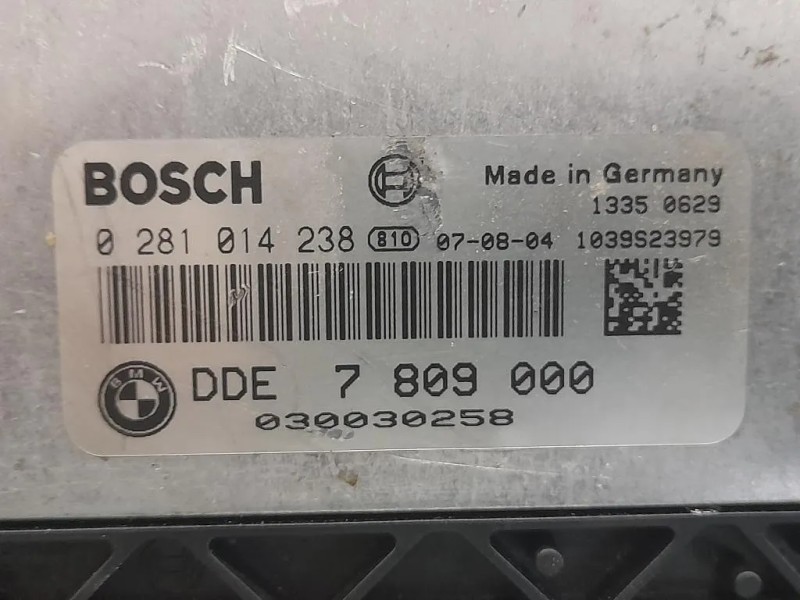 BOSCH
Made in Germany
1335 0629
0 281 014 238 810 07-08-04 1039S23979
BMW
DDE 7 809 000
030030258